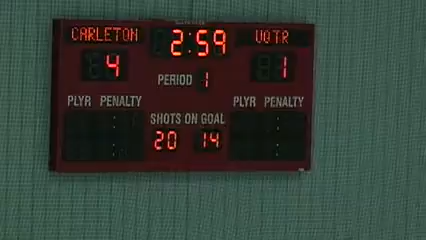 CARLETON 2:59 UQTR
4 1
PERIOD 1
PLYR PENALTY PLYR PENALTY
SHOTS ON GOAL
20 14